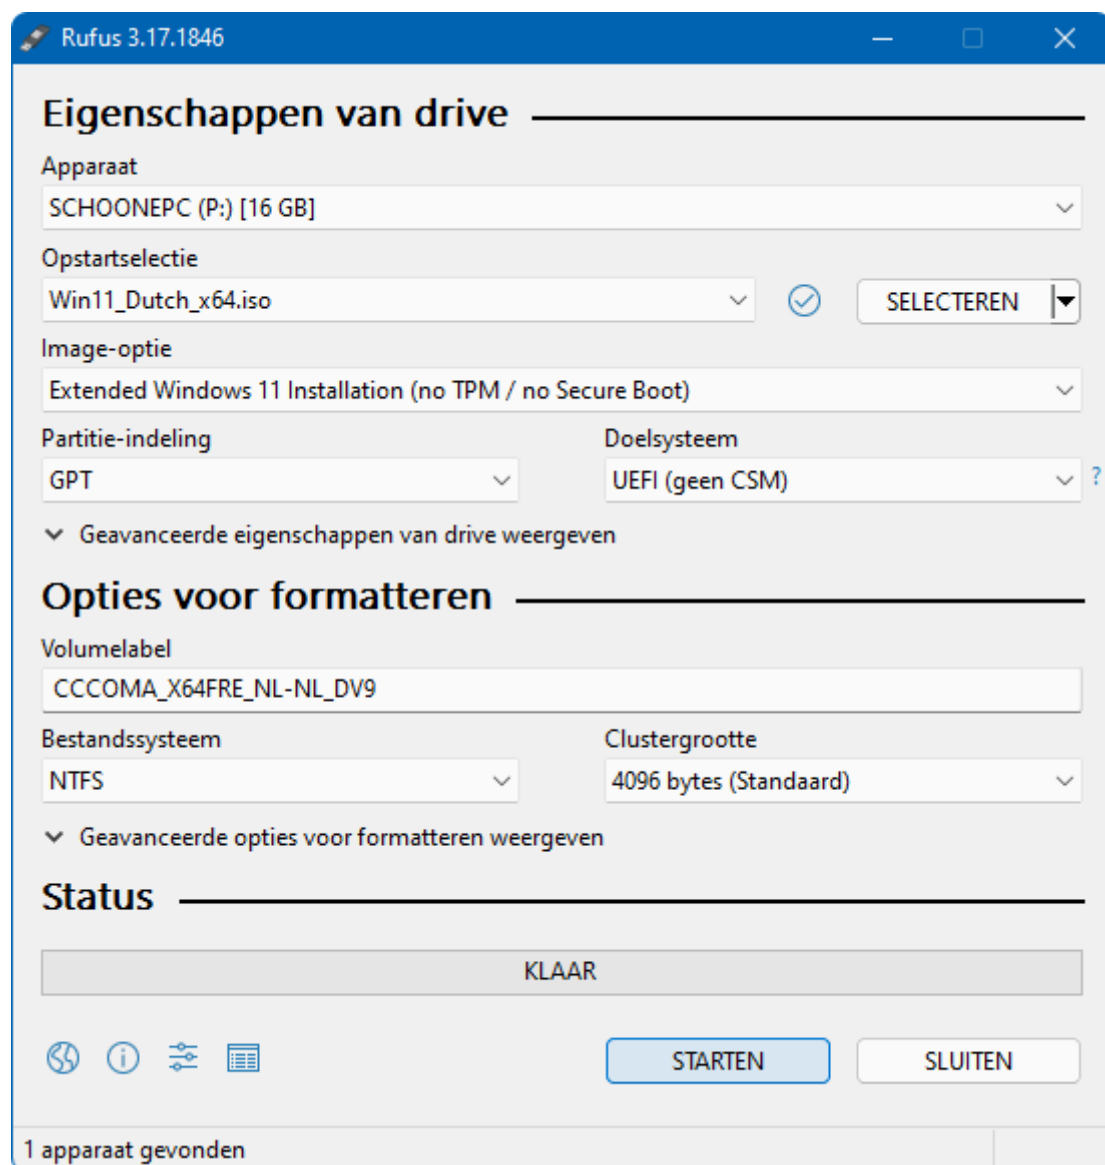 Rufus 3.17.1846
Eigenschappen van drive
Apparaat
SCHOONEPC (P:) [16 GB]
Opstartselectie
Win11_Dutch_x64.iso
SELECTEREN
Image-optie
Extended Windows 11 Installation (no TPM / no Secure Boot)
Partitie-indeling
Doelsysteem
GPT
UEFI (geen CSM)
?
Geavanceerde eigenschappen van drive weergeven
Opties voor formatteren
Volumelabel
CCCOMA_X64FRE_NL-NL_DV9
Bestandssysteem
Clustergrootte
NTFS
4096 bytes (Standaard)
Geavanceerde opties voor formatteren weergeven
Status
KLAAR
STARTEN
SLUITEN
1 apparaat gevonden